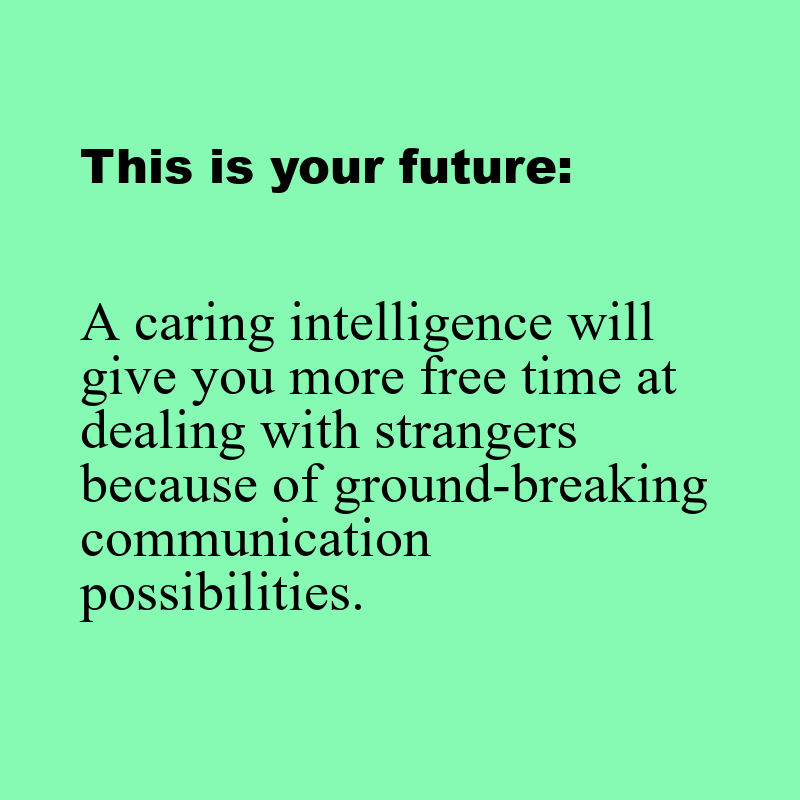 This is your future:
A caring intelligence will
give you more free time at
dealing with strangers
because of ground-breaking
communication
possibilities.